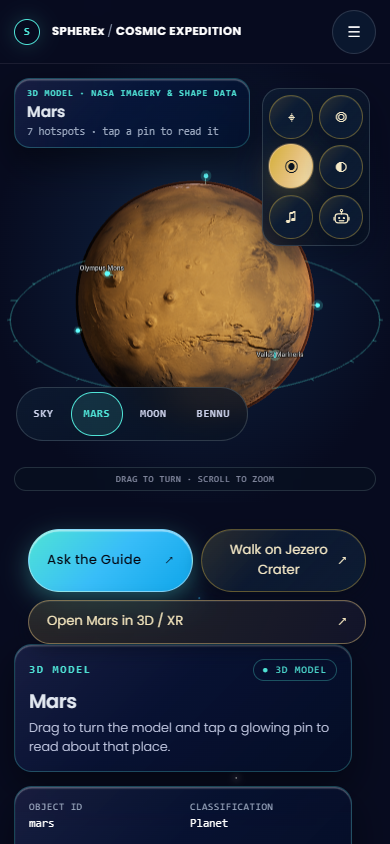 S SPHEREx / COSMIC EXPEDITION
3D MODEL · NASA IMAGERY & SHAPE DATA
Mars
7 hotspots · tap a pin to read it
Olympus Mons
Valles Marineris
SKY MARS MOON BENNU
DRAG TO TURN · SCROLL TO ZOOM
Ask the Guide ↗
Walk on Jezero
Crater ↗
Open Mars in 3D / XR ↗
3D MODEL
3D MODEL
Mars
Drag to turn the model and tap a glowing pin to
read about that place.
OBJECT ID CLASSIFICATION
mars Planet